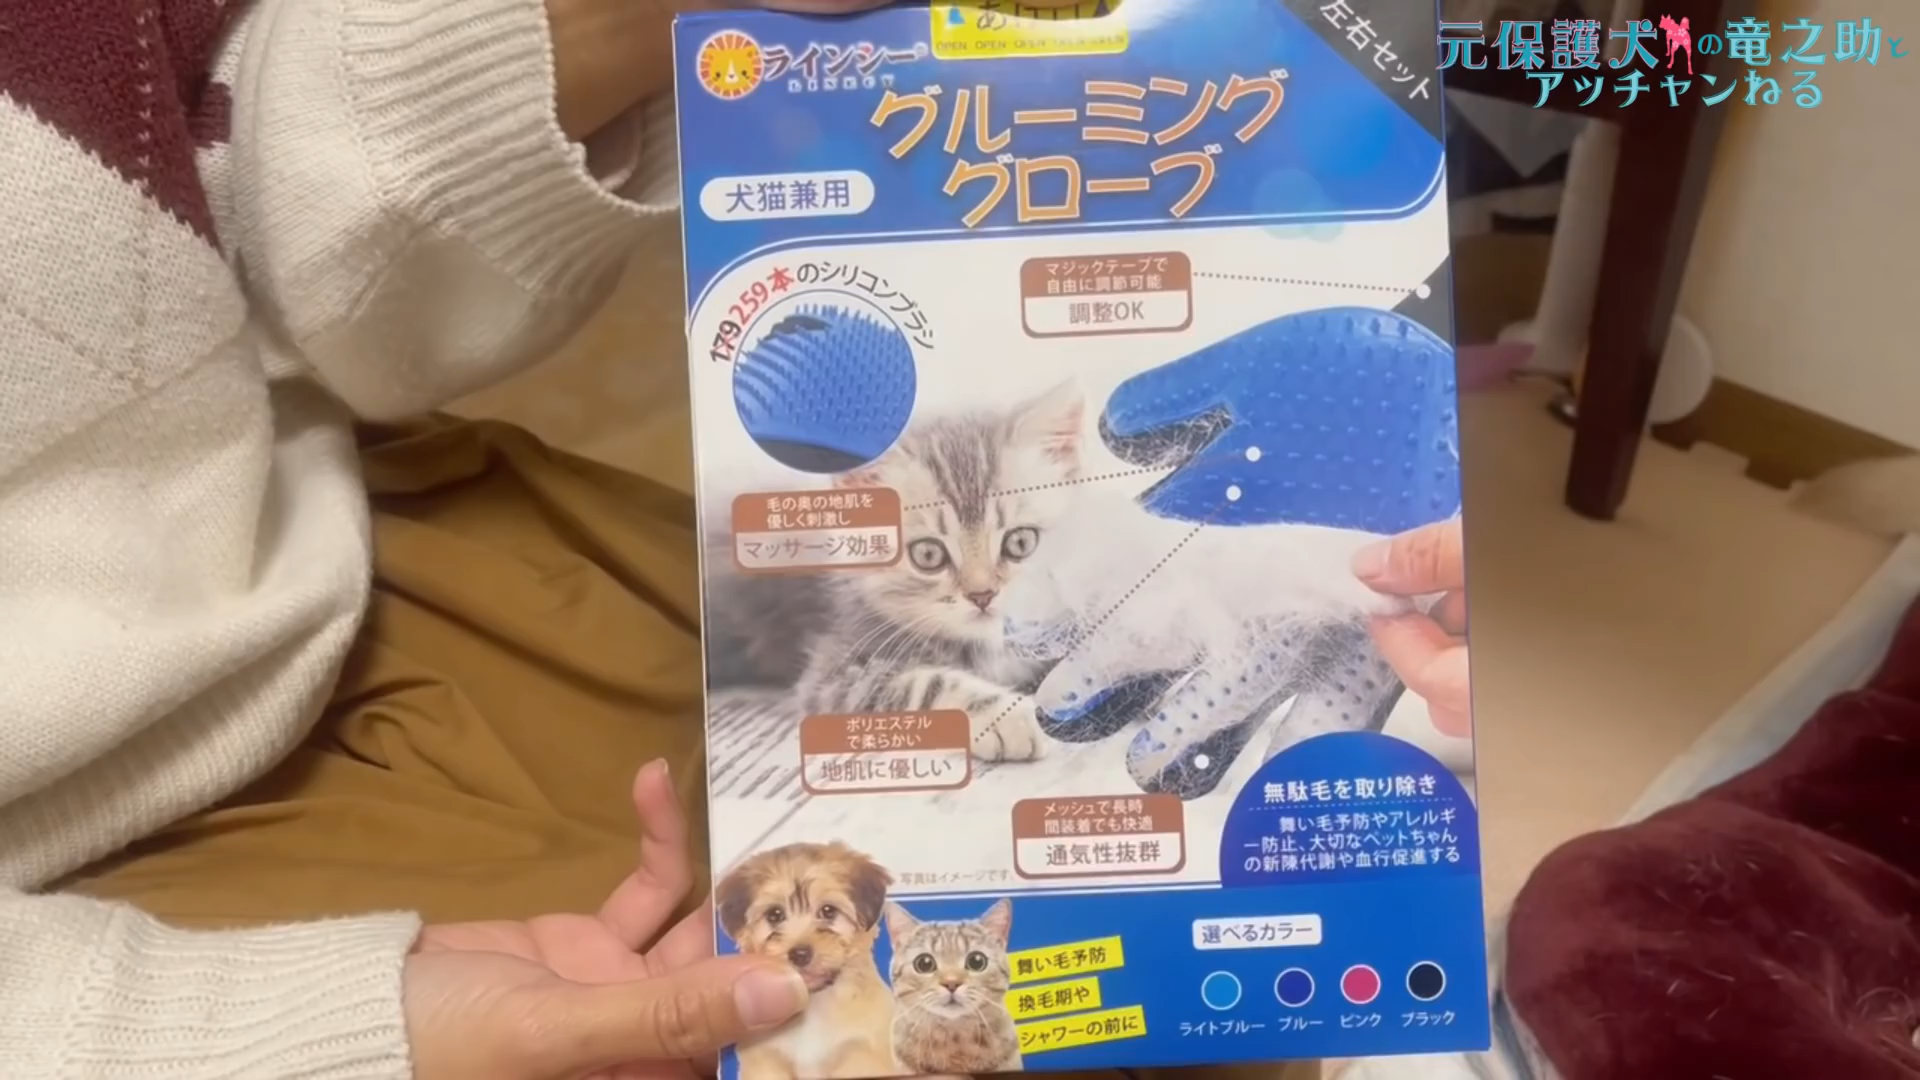 元保護犬の竜之助と
アッチャンねる
OPEN OPEN OPEN OPEN OPEN
左右セット
ラインシー
LINECY
グルーミング
グローブ
犬猫兼用
179 259本のシリコンブラシ
マジックテープで
自由に調節可能
調整OK
毛の奥の地肌を
優しく刺激し
マッサージ効果
ポリエステル
で柔らかい
地肌に優しい
メッシュで長時
間装着でも快適
通気性抜群
無駄毛を取り除き
舞い毛予防やアレルギ
ー防止、大切なペットちゃん
の新陳代謝や血行促進する
写真はイメージです
舞い毛予防
換毛期や
シャワーの前に
選べるカラー
ライトブルー ブルー ピンク ブラック